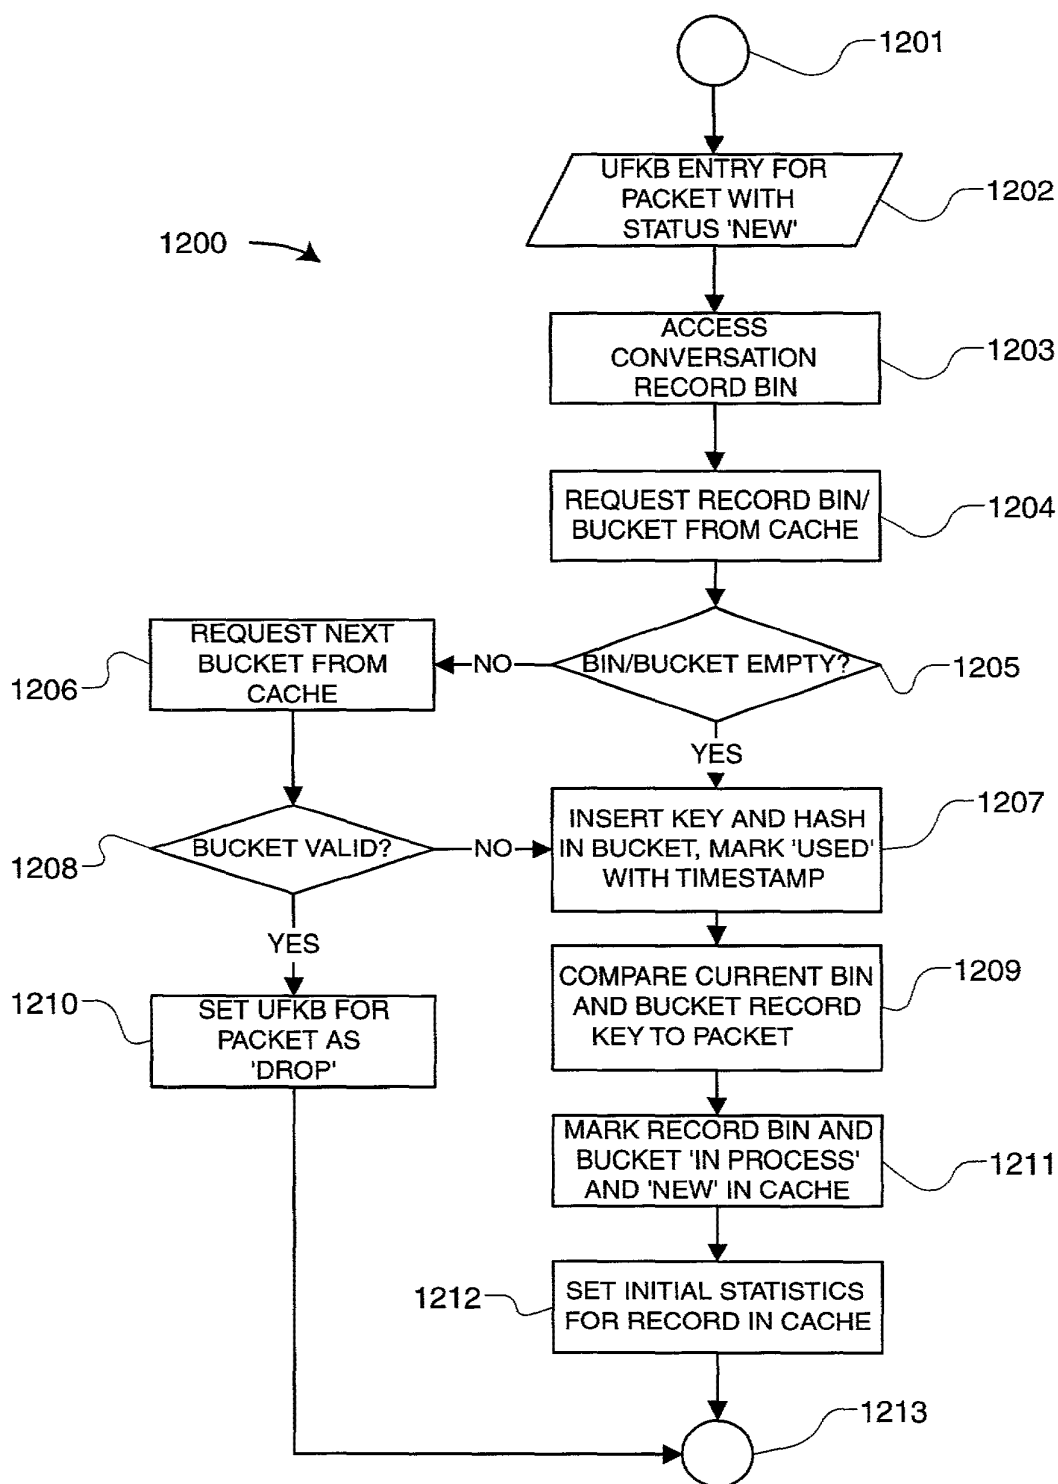 1201
UFKB ENTRY FOR
PACKET WITH
STATUS 'NEW'
1202
1200
ACCESS
CONVERSATION
RECORD BIN
1203
REQUEST RECORD BIN/
BUCKET FROM CACHE
1204
REQUEST NEXT
BUCKET FROM
CACHE
1206
NO
BIN/BUCKET EMPTY?
1205
YES
BUCKET VALID?
1208
NO
INSERT KEY AND HASH
IN BUCKET, MARK 'USED'
WITH TIMESTAMP
1207
YES
COMPARE CURRENT BIN
AND BUCKET RECORD
KEY TO PACKET
1209
1210
SET UFKB FOR
PACKET AS
'DROP'
MARK RECORD BIN AND
BUCKET 'IN PROCESS'
AND 'NEW' IN CACHE
1211
1212
SET INITIAL STATISTICS
FOR RECORD IN CACHE
1213